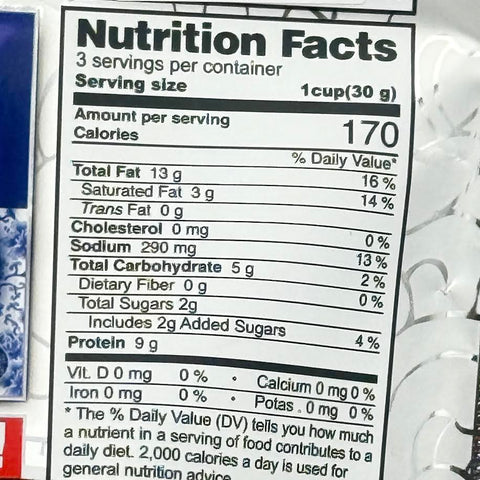 Nutrition Facts
3 servings per container
Serving size 1cup(30 g)
Amount per serving
Calories 170
% Daily Value*
Total Fat 13 g 16 %
Saturated Fat 3 g 14 %
Trans Fat 0 g
Cholesterol 0 mg 0 %
Sodium 290 mg 13 %
Total Carbohydrate 5 g 2 %
Dietary Fiber 0 g 0 %
Total Sugars 2g
Includes 2g Added Sugars 4 %
Protein 9 g
Vit. D 0 mg 0 % • Calcium 0 mg 0 %
Iron 0 mg 0 % • Potas . 0 mg 0 %
* The % Daily Value (DV) tells you how much
a nutrient in a serving of food contributes to a
daily diet. 2,000 calories a day is used for
general nutrition advice